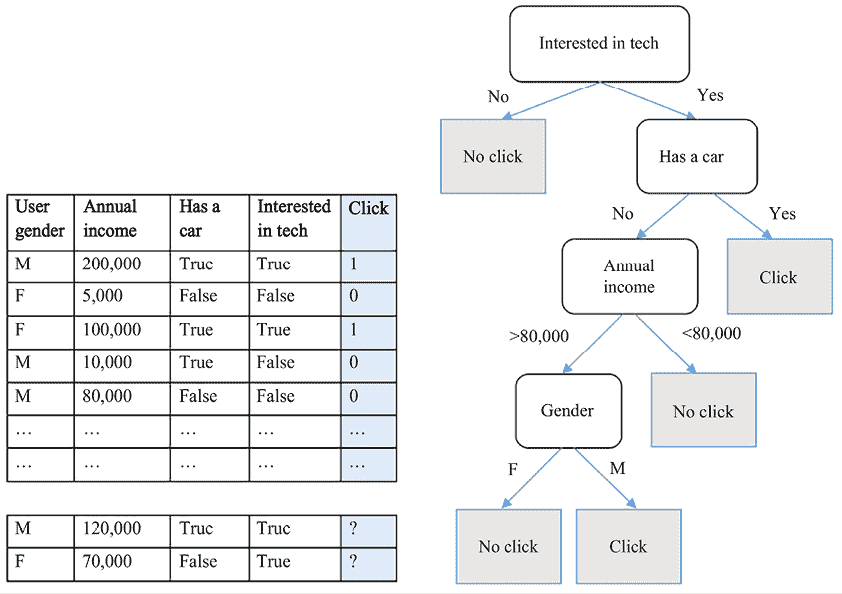 User gender
Annual income
Has a car
Interested in tech
Click
M 200,000 Truc Truc 1
F 5,000 False False 0
F 100,000 True True 1
M 10,000 True False 0
M 80,000 False False 0
… … … … …
… … … … …
M 120,000 Truc Truc ?
F 70,000 False True ?
Interested in tech
No Yes
No click
Has a car
No Yes
Annual
income
Click
>80,000 <80,000
Gender
No click
F M
No click
Click